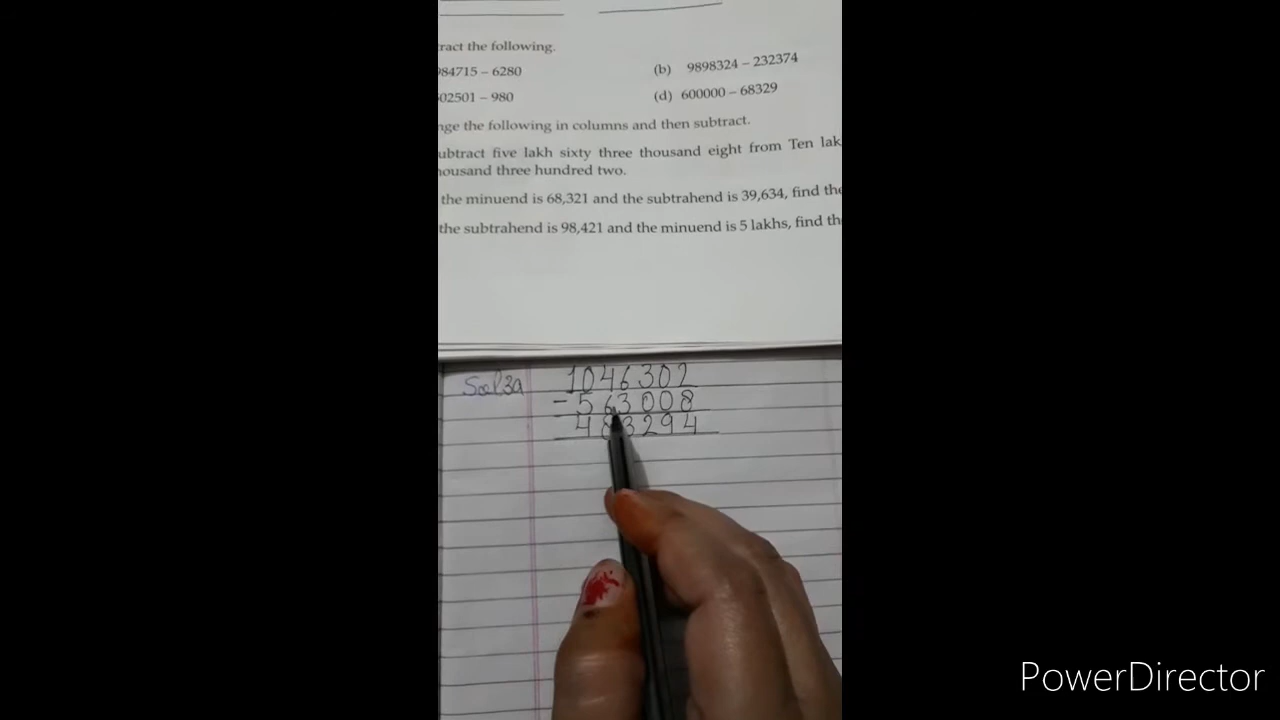 ract the following.
84715 – 6280
(b) 9898324 – 232374
02501 – 980
(d) 600000 – 68329
nge the following in columns and then subtract.
ubtract five lakh sixty three thousand eight from Ten lak
ousand three hundred two.
the minuend is 68,321 and the subtrahend is 39,634, find the
the subtrahend is 98,421 and the minuend is 5 lakhs, find th
Sol 3a
1046302
– 563008
483294
PowerDirector